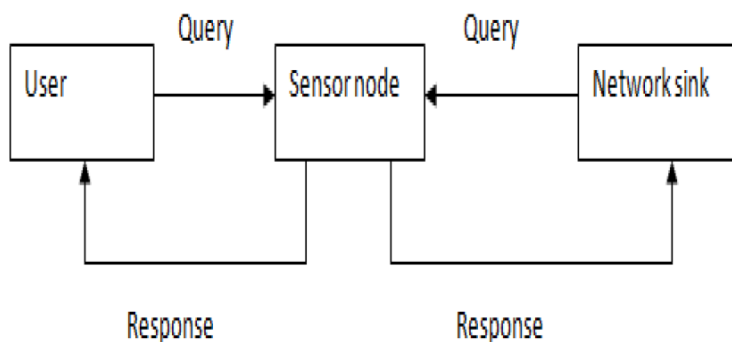 Query
Query
User
Sensor node
Network sink
Response
Response